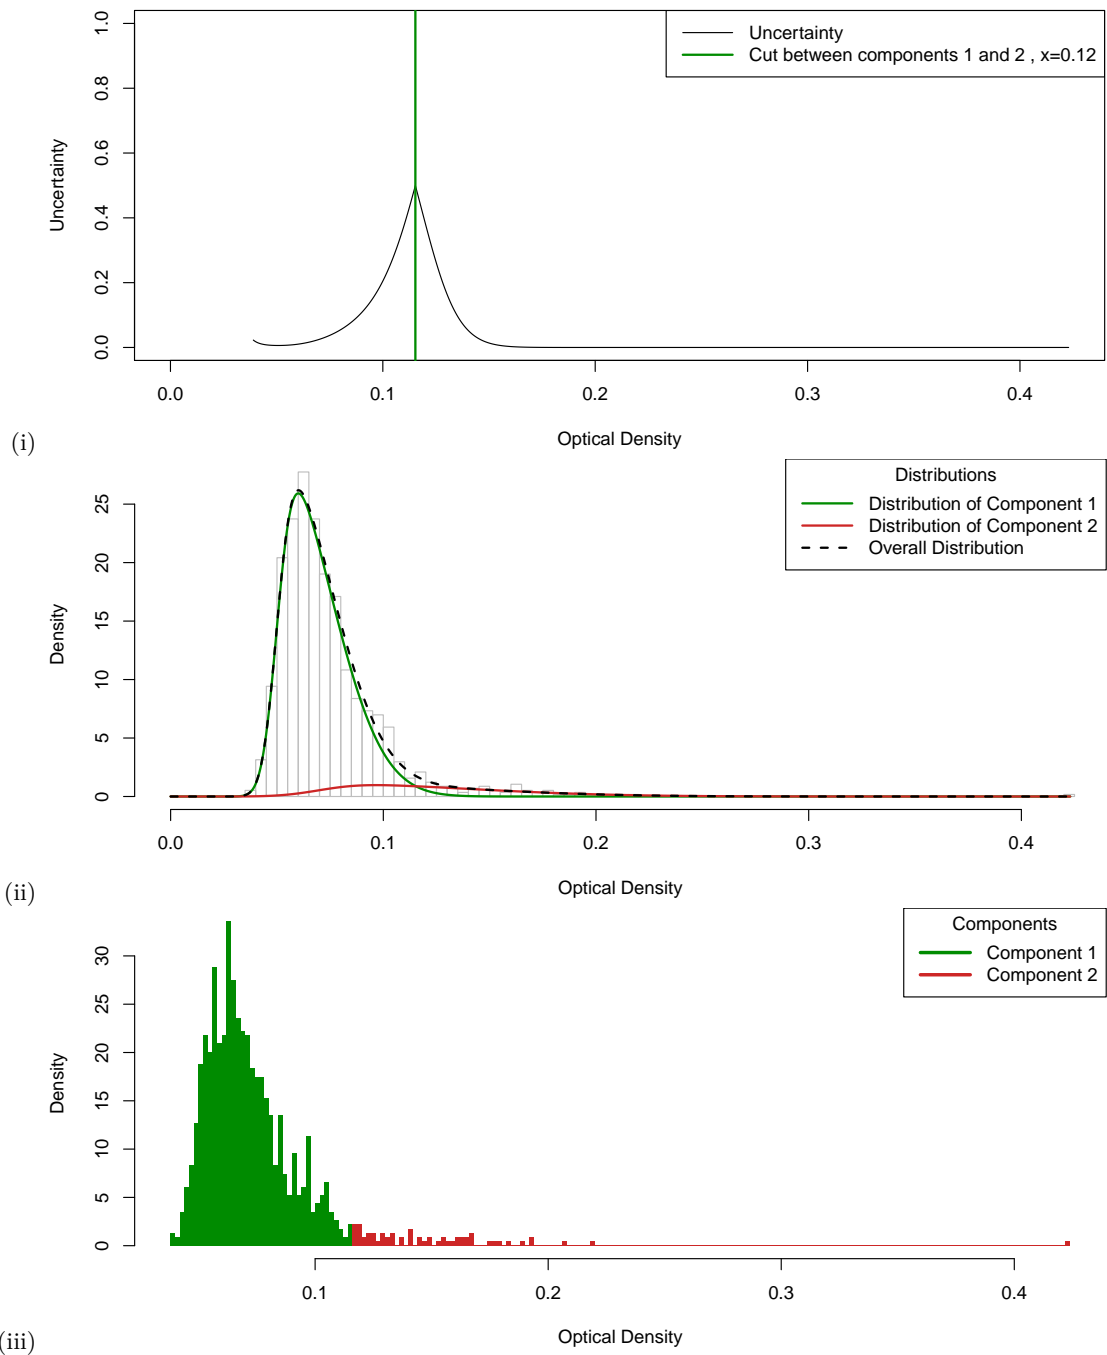 1.0
0.8
0.6
0.4
0.2
0.0
Uncertainty
Uncertainty
Cut between components 1 and 2 , x=0.12
0.0 0.1 0.2 0.3 0.4
Optical Density
(i)
25
20
15
10
5
0
Density
Distributions
Distribution of Component 1
Distribution of Component 2
Overall Distribution
0.0 0.1 0.2 0.3 0.4
Optical Density
(ii)
30
25
20
15
10
5
0
Density
Components
Component 1
Component 2
0.1 0.2 0.3 0.4
Optical Density
(iii)